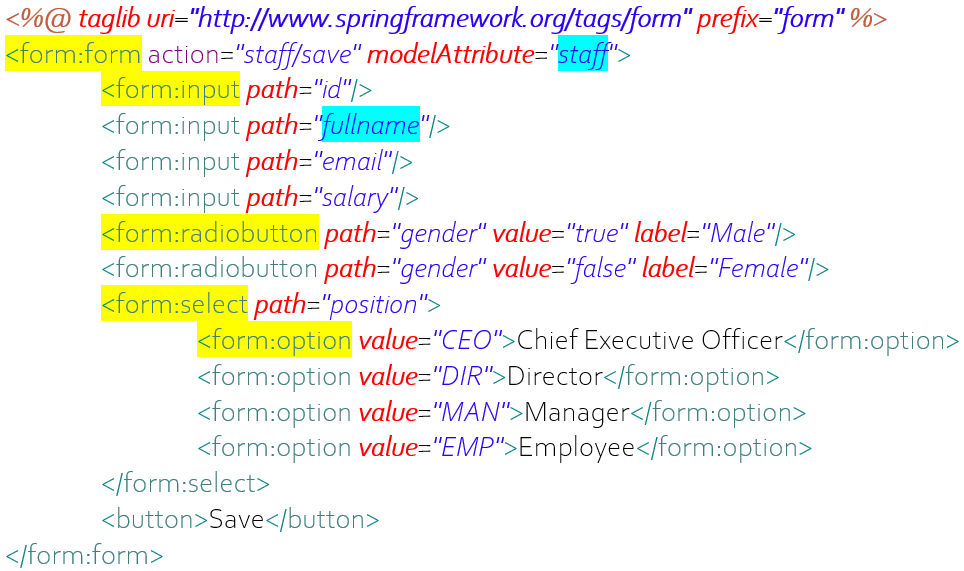 <%@ taglib uri="http://www.springframework.org/tags/form" prefix="form" %>
<form:form action="staff/save" modelAttribute="staff">
<form:input path="id"/>
<form:input path="fullname"/>
<form:input path="email"/>
<form:input path="salary"/>
<form:radiobutton path="gender" value="true" label="Male"/>
<form:radiobutton path="gender" value="false" label="Female"/>
<form:select path="position">
<form:option value="CEO">Chief Executive Officer</form:option>
<form:option value="DIR">Director</form:option>
<form:option value="MAN">Manager</form:option>
<form:option value="EMP">Employee</form:option>
</form:select>
<button>Save</button>
</form:form>